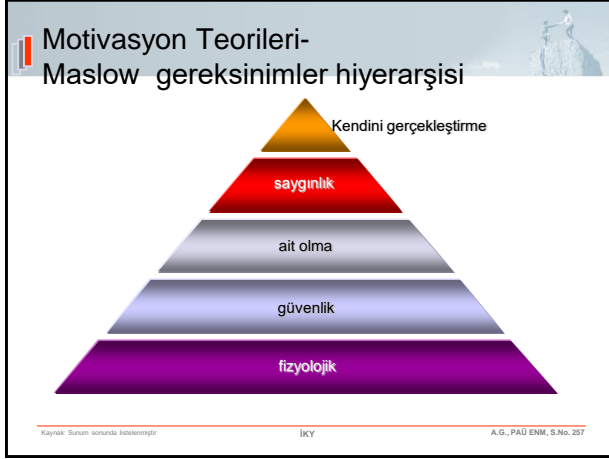 Motivasyon Teorileri-
Maslow gereksinimler hiyerarşisi
Kendini gerçekleştirme
saygınlık
ait olma
güvenlik
fizyolojik
Kaynak: Sunum sonunda listelenmiştir
İKY
A.G., PAÜ ENM, S.No. 257